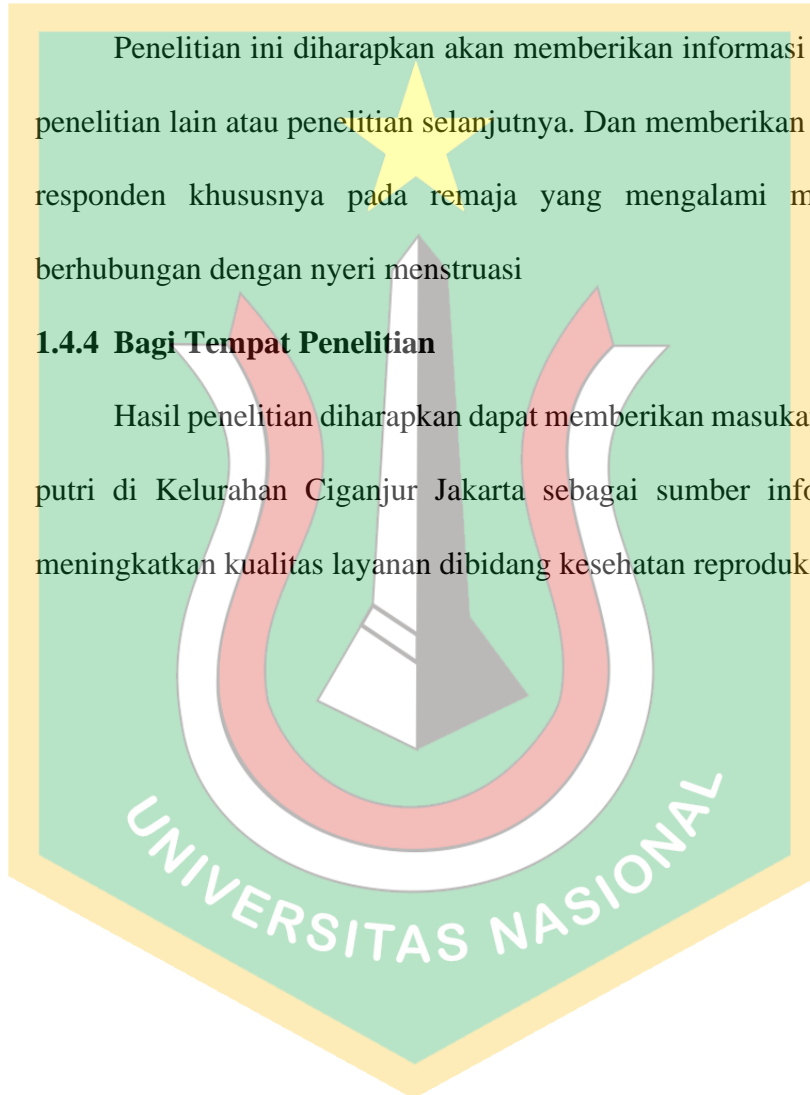 Penelitian ini diharapkan akan memberikan informasi
penelitian lain atau penelitian selanjutnya. Dan memberikan
responden khususnya pada remaja yang mengalami
berhubungan dengan nyeri menstruasi
1.4.4 Bagi Tempat Penelitian
Hasil penelitian diharapkan dapat memberikan
putri di Kelurahan Ciganjur Jakarta sebagai sumber
meningkatkan kualitas layanan dibidang kesehatan
UNIVERSITAS NASIONAL